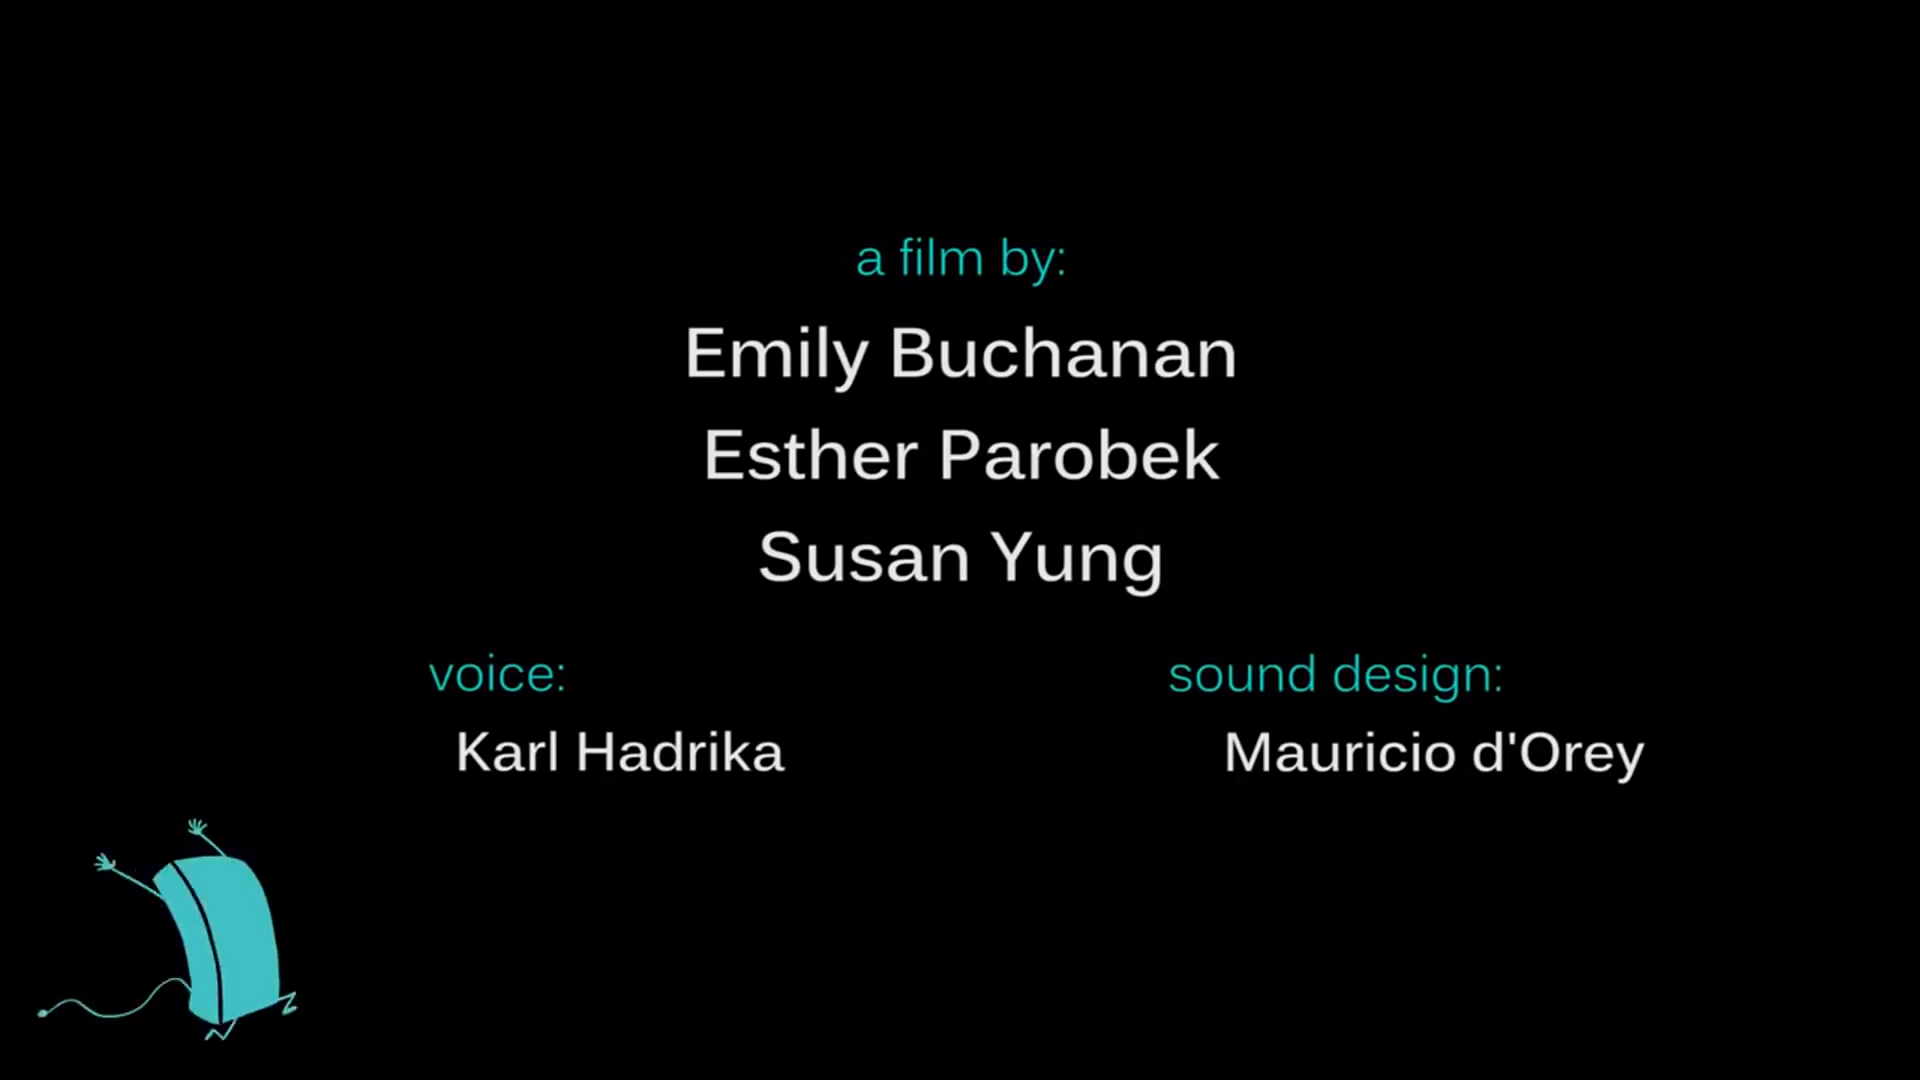 a film by:
Emily Buchanan
Esther Parobek
Susan Yung
voice:
Karl Hadrika
sound design:
Mauricio d'Orey